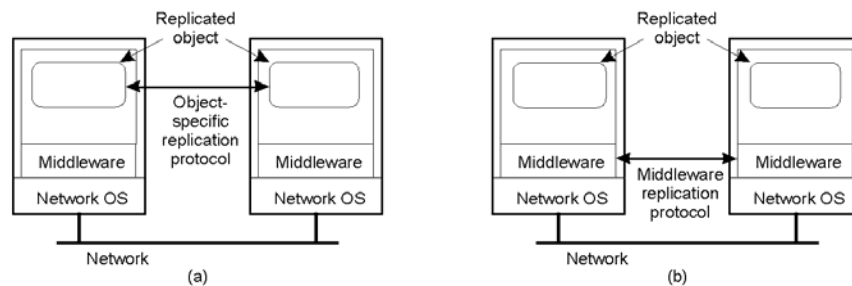 Replicated
object
Object-
specific
replication
protocol
Middleware
Middleware
Network OS
Network OS
Network
(a)
Replicated
object
Middleware
Middleware
Middleware
replication
protocol
Network OS
Network OS
Network
(b)